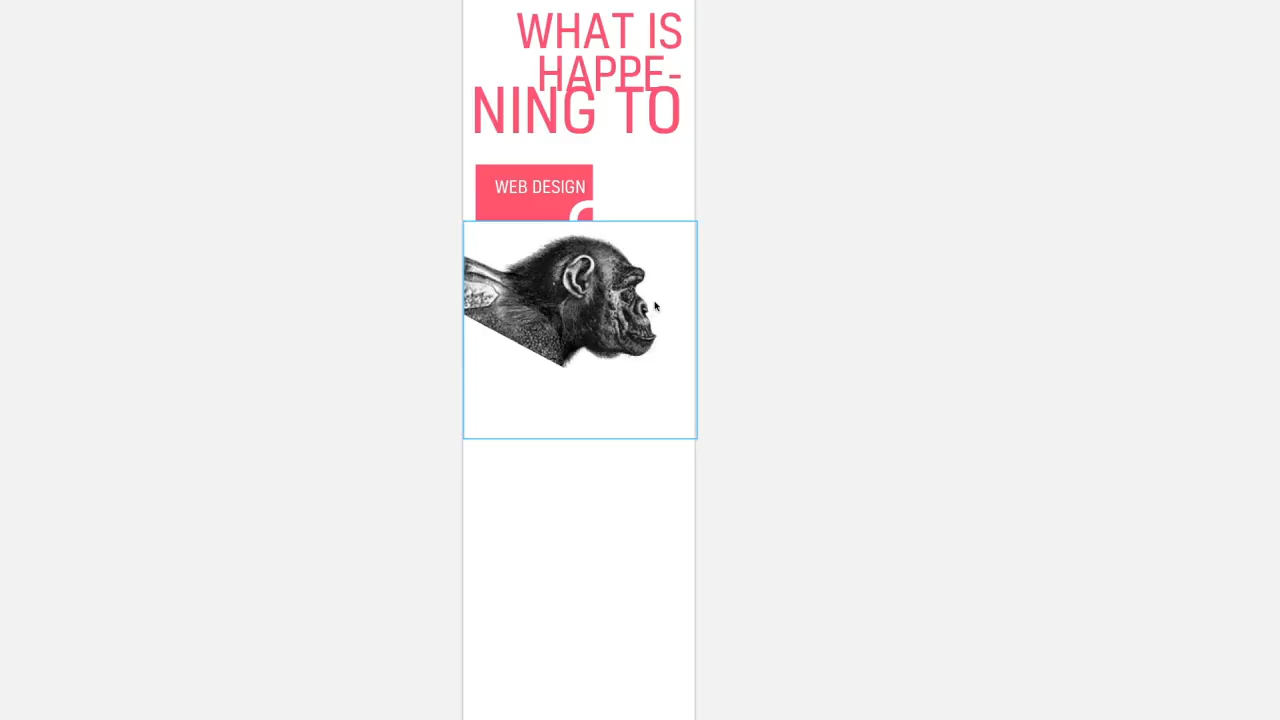 WHAT IS
HAPPE-
NING TO
WEB DESIGN